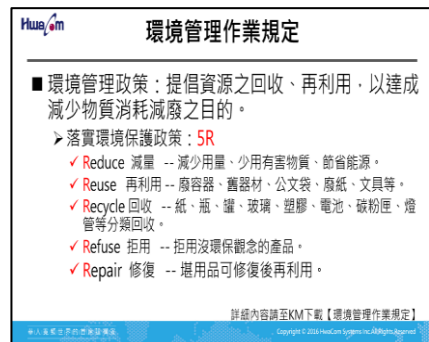 HwaCom
環境管理作業規定
■ 環境管理政策：提倡資源之回收、再利用，以達成
減少物質消耗減廢之目的。
➢ 落實環境保護政策：5R
✓ Reduce 減量 -- 減少用量、少用有害物質、節省能源。
✓ Reuse 再利用 -- 廢容器、舊器材、公文袋、廢紙、文具等。
✓ Recycle 回收 -- 紙、瓶、罐、玻璃、塑膠、電池、碳粉匣、燈
管等分類回收。
✓ Refuse 拒用 -- 拒用沒環保觀念的產品。
✓ Repair 修復 -- 堪用品可修復後再利用。
詳細內容請至KM下載【環境管理作業規定】
Copyright © 2016 HwaCom Systems Inc. All Rights Reserved